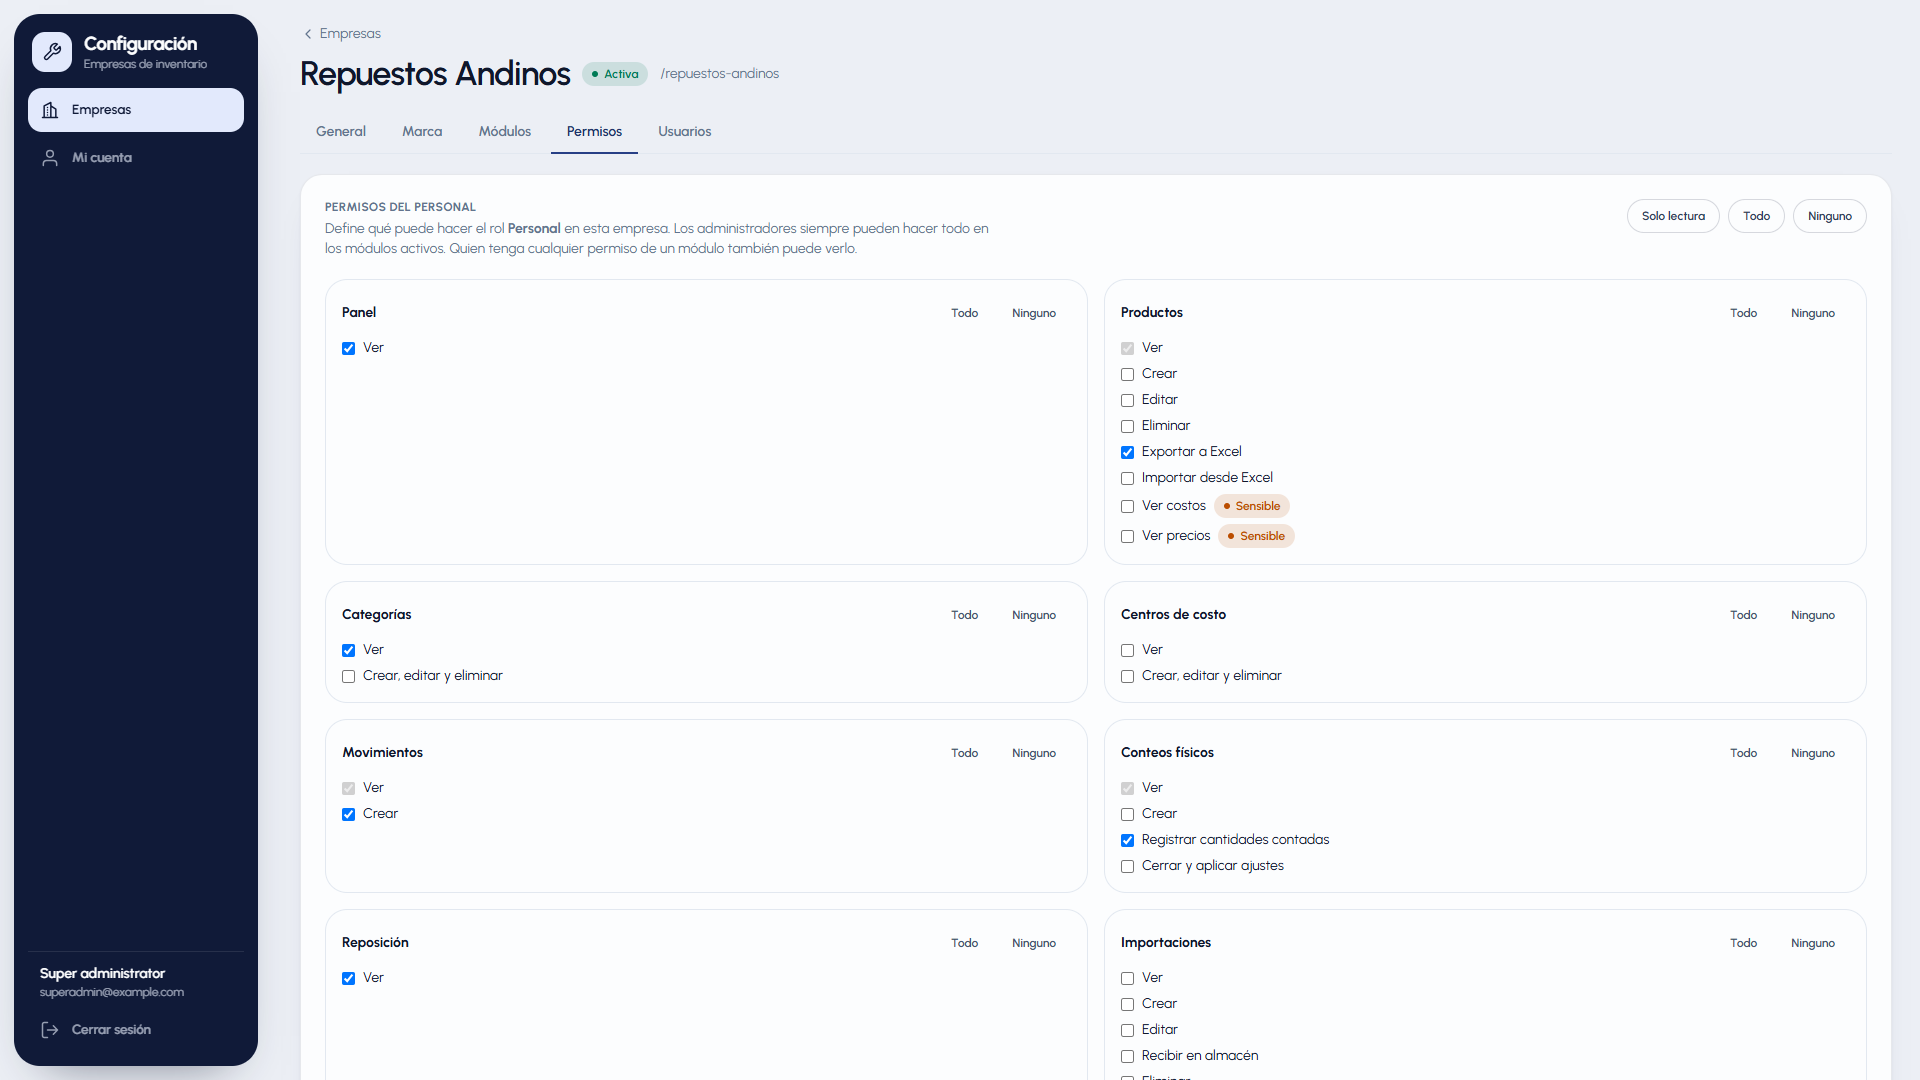 Configuración
Empresas de inventario
Empresas
Mi cuenta
Super administrator
superadmin@example.com
Cerrar sesión
Empresas
Repuestos Andinos
Activa
/repuestos-andinos
General
Marca
Módulos
Permisos
Usuarios
PERMISOS DEL PERSONAL
Define qué puede hacer el rol Personal en esta empresa. Los administradores siempre pueden hacer todo en
los módulos activos. Quien tenga cualquier permiso de un módulo también puede verlo.
Solo lectura
Todo
Ninguno
Panel
Todo
Ninguno
Ver
Productos
Todo
Ninguno
Ver
Crear
Editar
Eliminar
Exportar a Excel
Importar desde Excel
Ver costos
Sensible
Ver precios
Sensible
Categorías
Todo
Ninguno
Ver
Crear, editar y eliminar
Centros de costo
Todo
Ninguno
Ver
Crear, editar y eliminar
Movimientos
Todo
Ninguno
Ver
Crear
Conteos físicos
Todo
Ninguno
Ver
Crear
Registrar cantidades contadas
Cerrar y aplicar ajustes
Reposición
Todo
Ninguno
Ver
Importaciones
Todo
Ninguno
Ver
Crear
Editar
Recibir en almacén
Eliminar